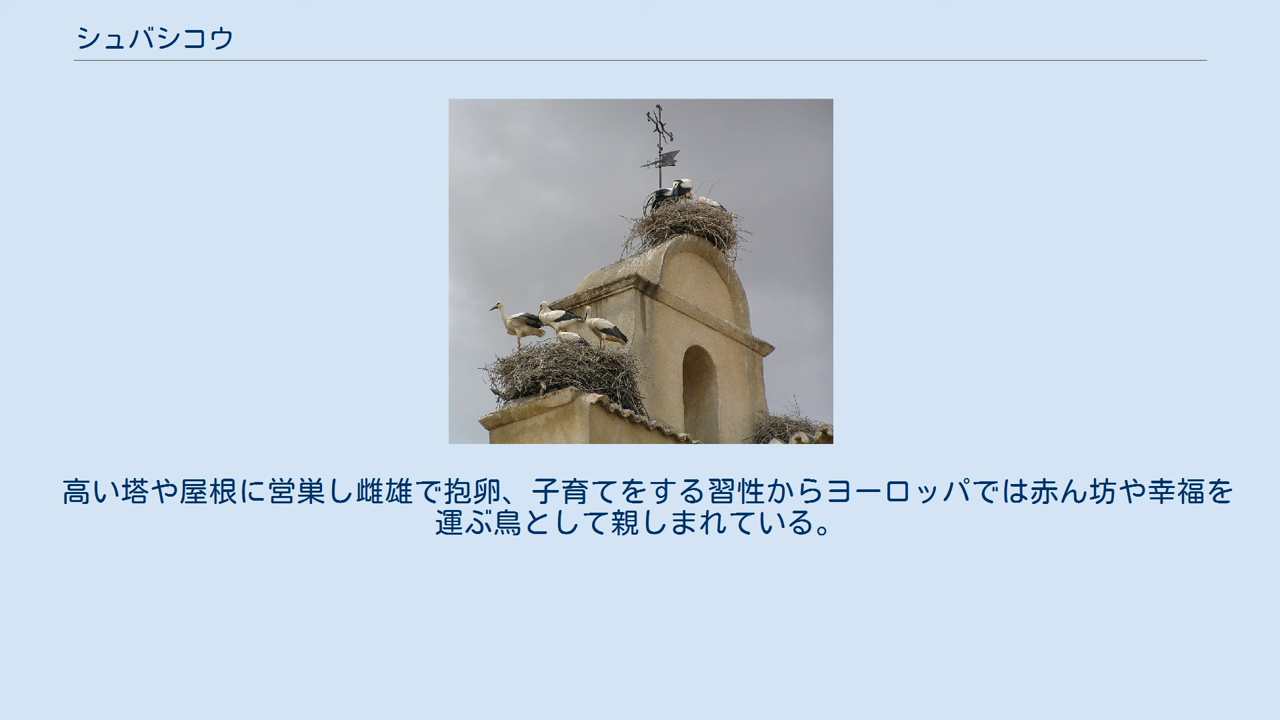 シュバシコウ
高い塔や屋根に営巣し雌雄で抱卵、子育てをする習性からヨーロッパでは赤ん坊や幸福を
運ぶ鳥として親しまれている。